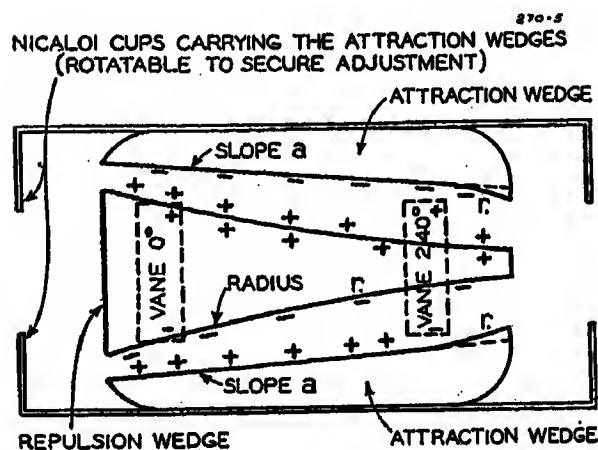 270-5
NICALOI CUPS CARRYING THE ATTRACTION WEDGES
(ROTATABLE TO SECURE ADJUSTMENT)
ATTRACTION WEDGE
SLOPE a
VANE 0°
VANE 240°
RADIUS
SLOPE a
REPULSION WEDGE
ATTRACTION WEDGE